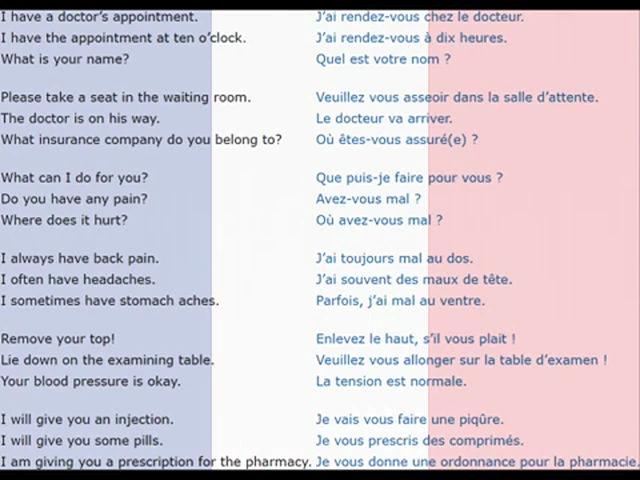 I have a doctor’s appointment. J’ai rendez-vous chez le docteur.
I have the appointment at ten o’clock. J’ai rendez-vous à dix heures.
What is your name? Quel est votre nom ?
Please take a seat in the waiting room. Veuillez vous asseoir dans la salle d’attente.
The doctor is on his way. Le docteur va arriver.
What insurance company do you belong to? Où êtes-vous assuré(e) ?
What can I do for you? Que puis-je faire pour vous ?
Do you have any pain? Avez-vous mal ?
Where does it hurt? Où avez-vous mal ?
I always have back pain. J’ai toujours mal au dos.
I often have headaches. J’ai souvent des maux de tête.
I sometimes have stomach aches. Parfois, j’ai mal au ventre.
Remove your top! Enlevez le haut, s’il vous plait !
Lie down on the examining table. Veuillez vous allonger sur la table d’examen !
Your blood pressure is okay. La tension est normale.
I will give you an injection. Je vais vous faire une piqûre.
I will give you some pills. Je vous prescris des comprimés.
I am giving you a prescription for the pharmacy. Je vous donne une ordonnance pour la pharmacie.